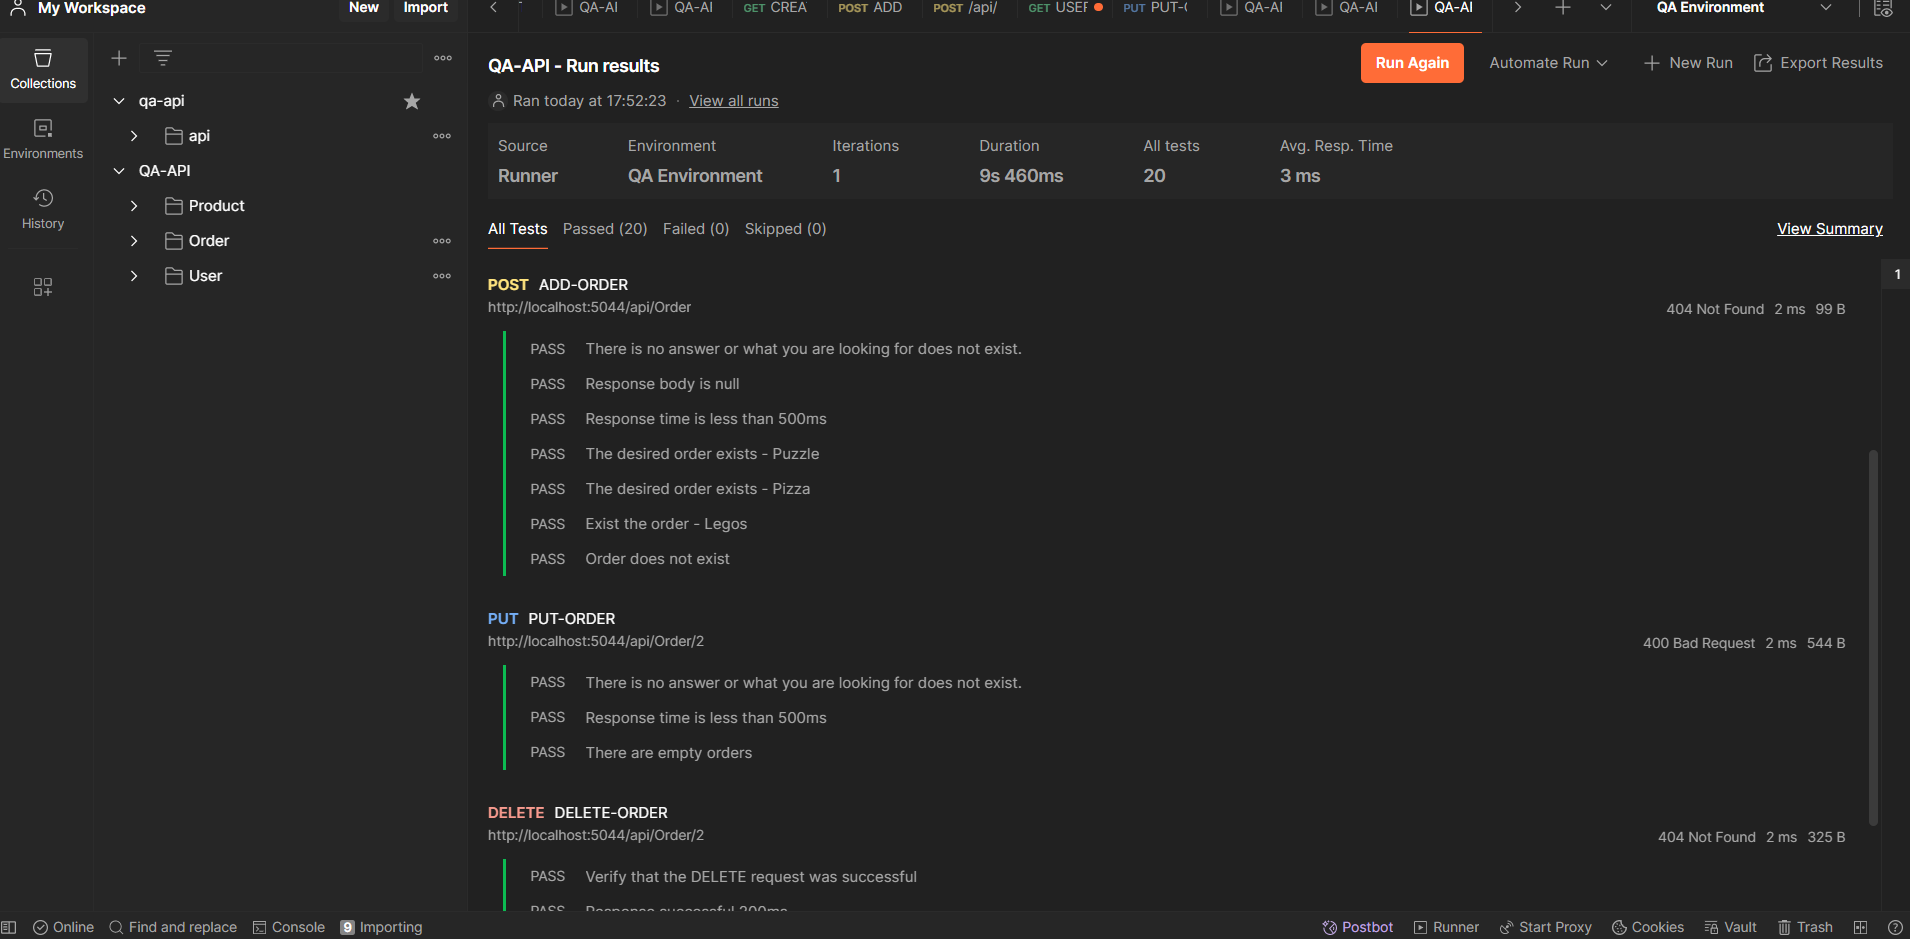 My Workspace New Import
QA-AI QA-AI GET CREA POST ADD POST /api/ GET USER PUT PUT-C QA-AI QA-AI QA-AI QA Environment
Collections
Environments
History
qa-api
api
QA-API
Product
Order
User
QA-API - Run results
Run Again Automate Run New Run Export Results
Ran today at 17:52:23 · View all runs
Source Environment Iterations Duration All tests Avg. Resp. Time
Runner QA Environment 1 9s 460ms 20 3 ms
All Tests Passed (20) Failed (0) Skipped (0) View Summary
1
POST ADD-ORDER
http://localhost:5044/api/Order
404 Not Found 2 ms 99 B
PASS There is no answer or what you are looking for does not exist.
PASS Response body is null
PASS Response time is less than 500ms
PASS The desired order exists - Puzzle
PASS The desired order exists - Pizza
PASS Exist the order - Legos
PASS Order does not exist
PUT PUT-ORDER
http://localhost:5044/api/Order/2
400 Bad Request 2 ms 544 B
PASS There is no answer or what you are looking for does not exist.
PASS Response time is less than 500ms
PASS There are empty orders
DELETE DELETE-ORDER
http://localhost:5044/api/Order/2
404 Not Found 2 ms 325 B
PASS Verify that the DELETE request was successful
PASS Response successful 200ms
Online Find and replace Console 9 Importing Postbot Runner Start Proxy Cookies Vault Trash